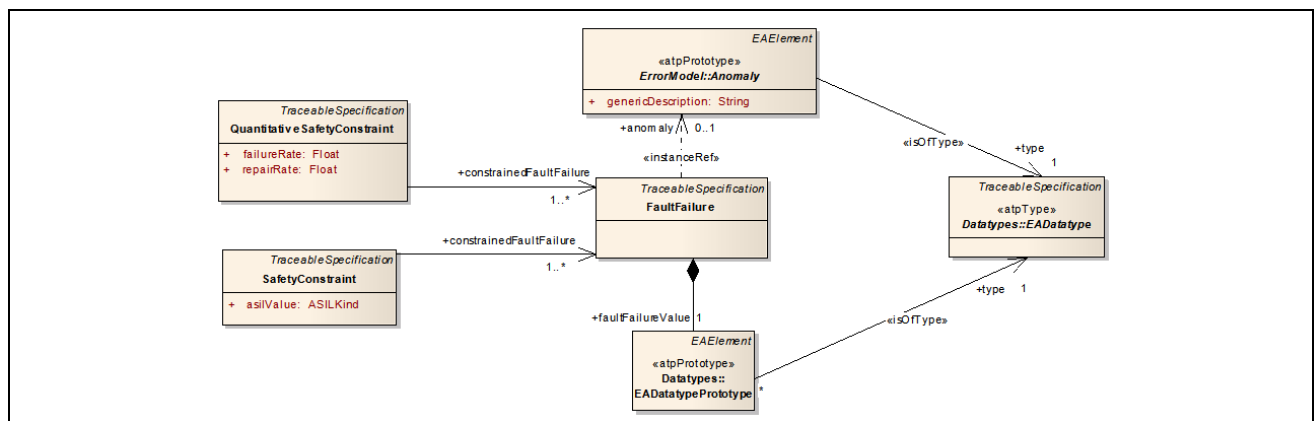 EAElement
«atpPrototype»
ErrorModel::Anomaly
+ genericDescription: String
TraceableSpecification
QuantitativeSafetyConstraint
+ failureRate: Float
+ repairRate: Float
+anomaly 0..1
«instanceRef»
«isOfType»
+type
1
+constrainedFaultFailure
1..*
TraceableSpecification
FaultFailure
TraceableSpecification
«atpType»
Datatypes::EADatatype
+constrainedFaultFailure
1..*
TraceableSpecification
SafetyConstraint
+ asilValue: ASILKind
+type 1
«isOfType»
+faultFailureValue 1
EAElement
«atpPrototype»
Datatypes::
EADatatypePrototype
*